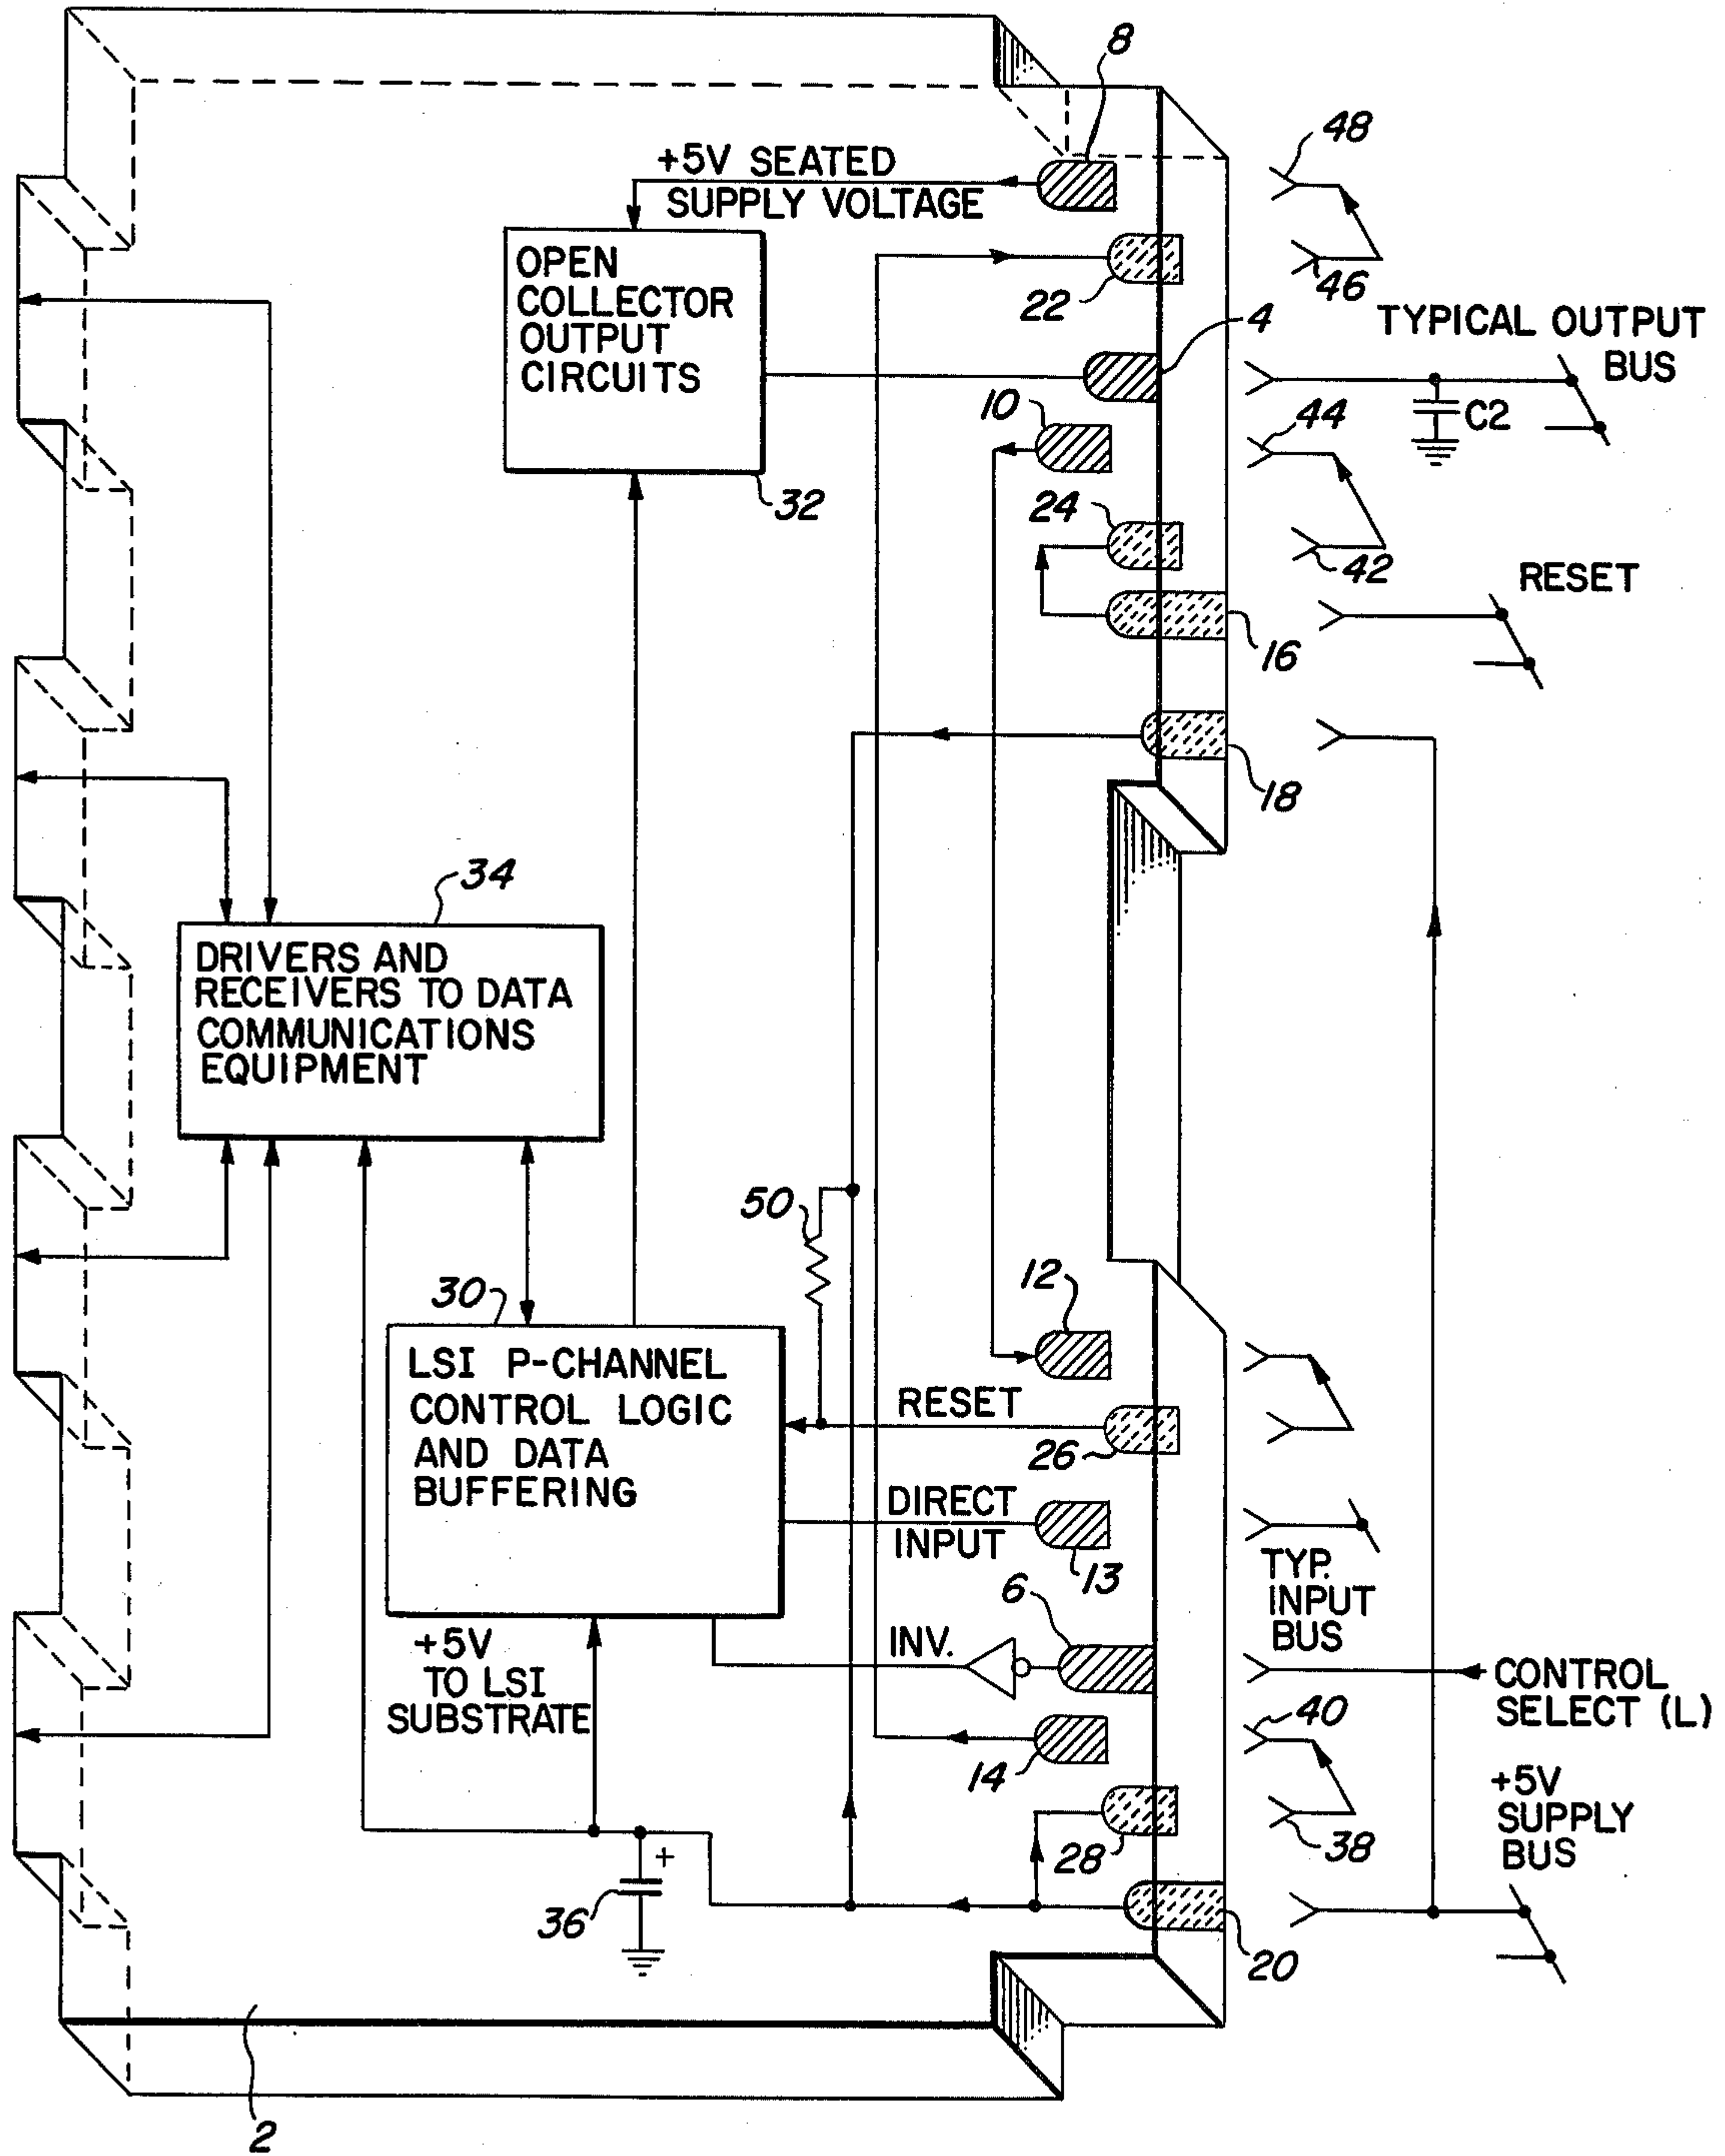 8
48
+5V SEATED
SUPPLY VOLTAGE
OPEN
COLLECTOR
OUTPUT
CIRCUITS
22
46
4
TYPICAL OUTPUT
BUS
10
44
C2
32
24
42
RESET
16
18
34
DRIVERS AND
RECEIVERS TO DATA
COMMUNICATIONS
EQUIPMENT
50
30
12
LSI P-CHANNEL
CONTROL LOGIC
AND DATA
BUFFERING
RESET
26
DIRECT
INPUT
13
TYP.
INPUT
BUS
6
INV.
+5V
TO LSI
SUBSTRATE
CONTROL
SELECT (L)
40
14
+5V
SUPPLY
BUS
38
28
+
36
20
2